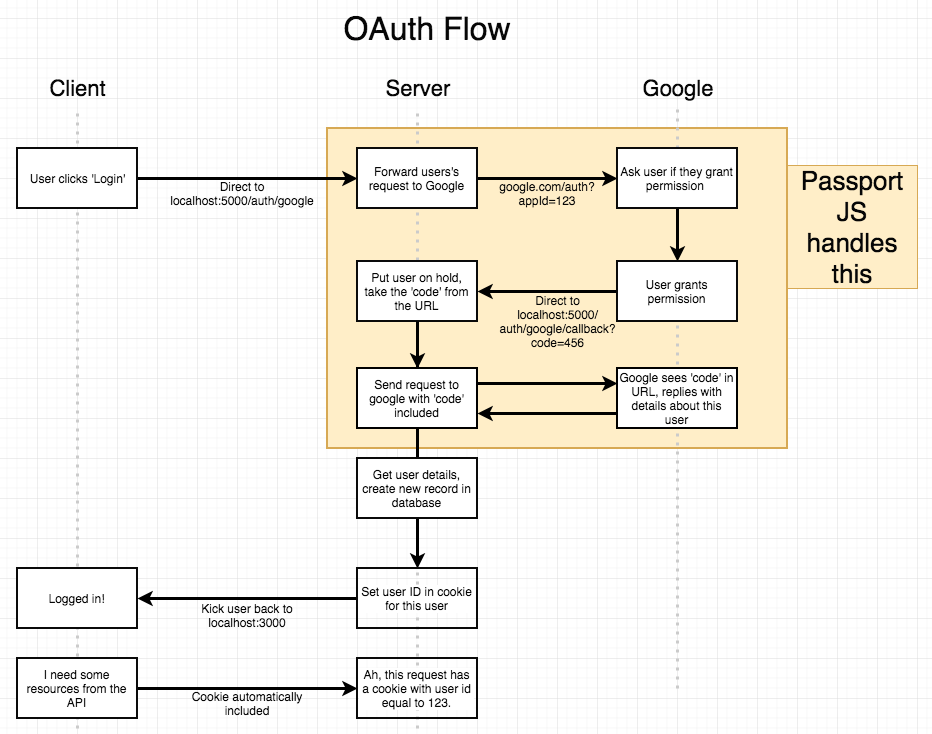 OAuth Flow
Client
Server
Google
User clicks 'Login'
Direct to
localhost:5000/auth/google
Forward users's
request to Google
google.com/auth?
appId=123
Ask user if they grant
permission
Passport
JS
handles
this
Put user on hold,
take the 'code' from
the URL
Direct to
localhost:5000/
auth/google/callback?
code=456
User grants
permission
Send request to
google with 'code'
included
Google sees 'code' in
URL, replies with
details about this
user
Get user details,
create new record in
database
Logged in!
Kick user back to
localhost:3000
Set user ID in cookie
for this user
I need some
resources from the
API
Cookie automatically
included
Ah, this request has
a cookie with user id
equal to 123.